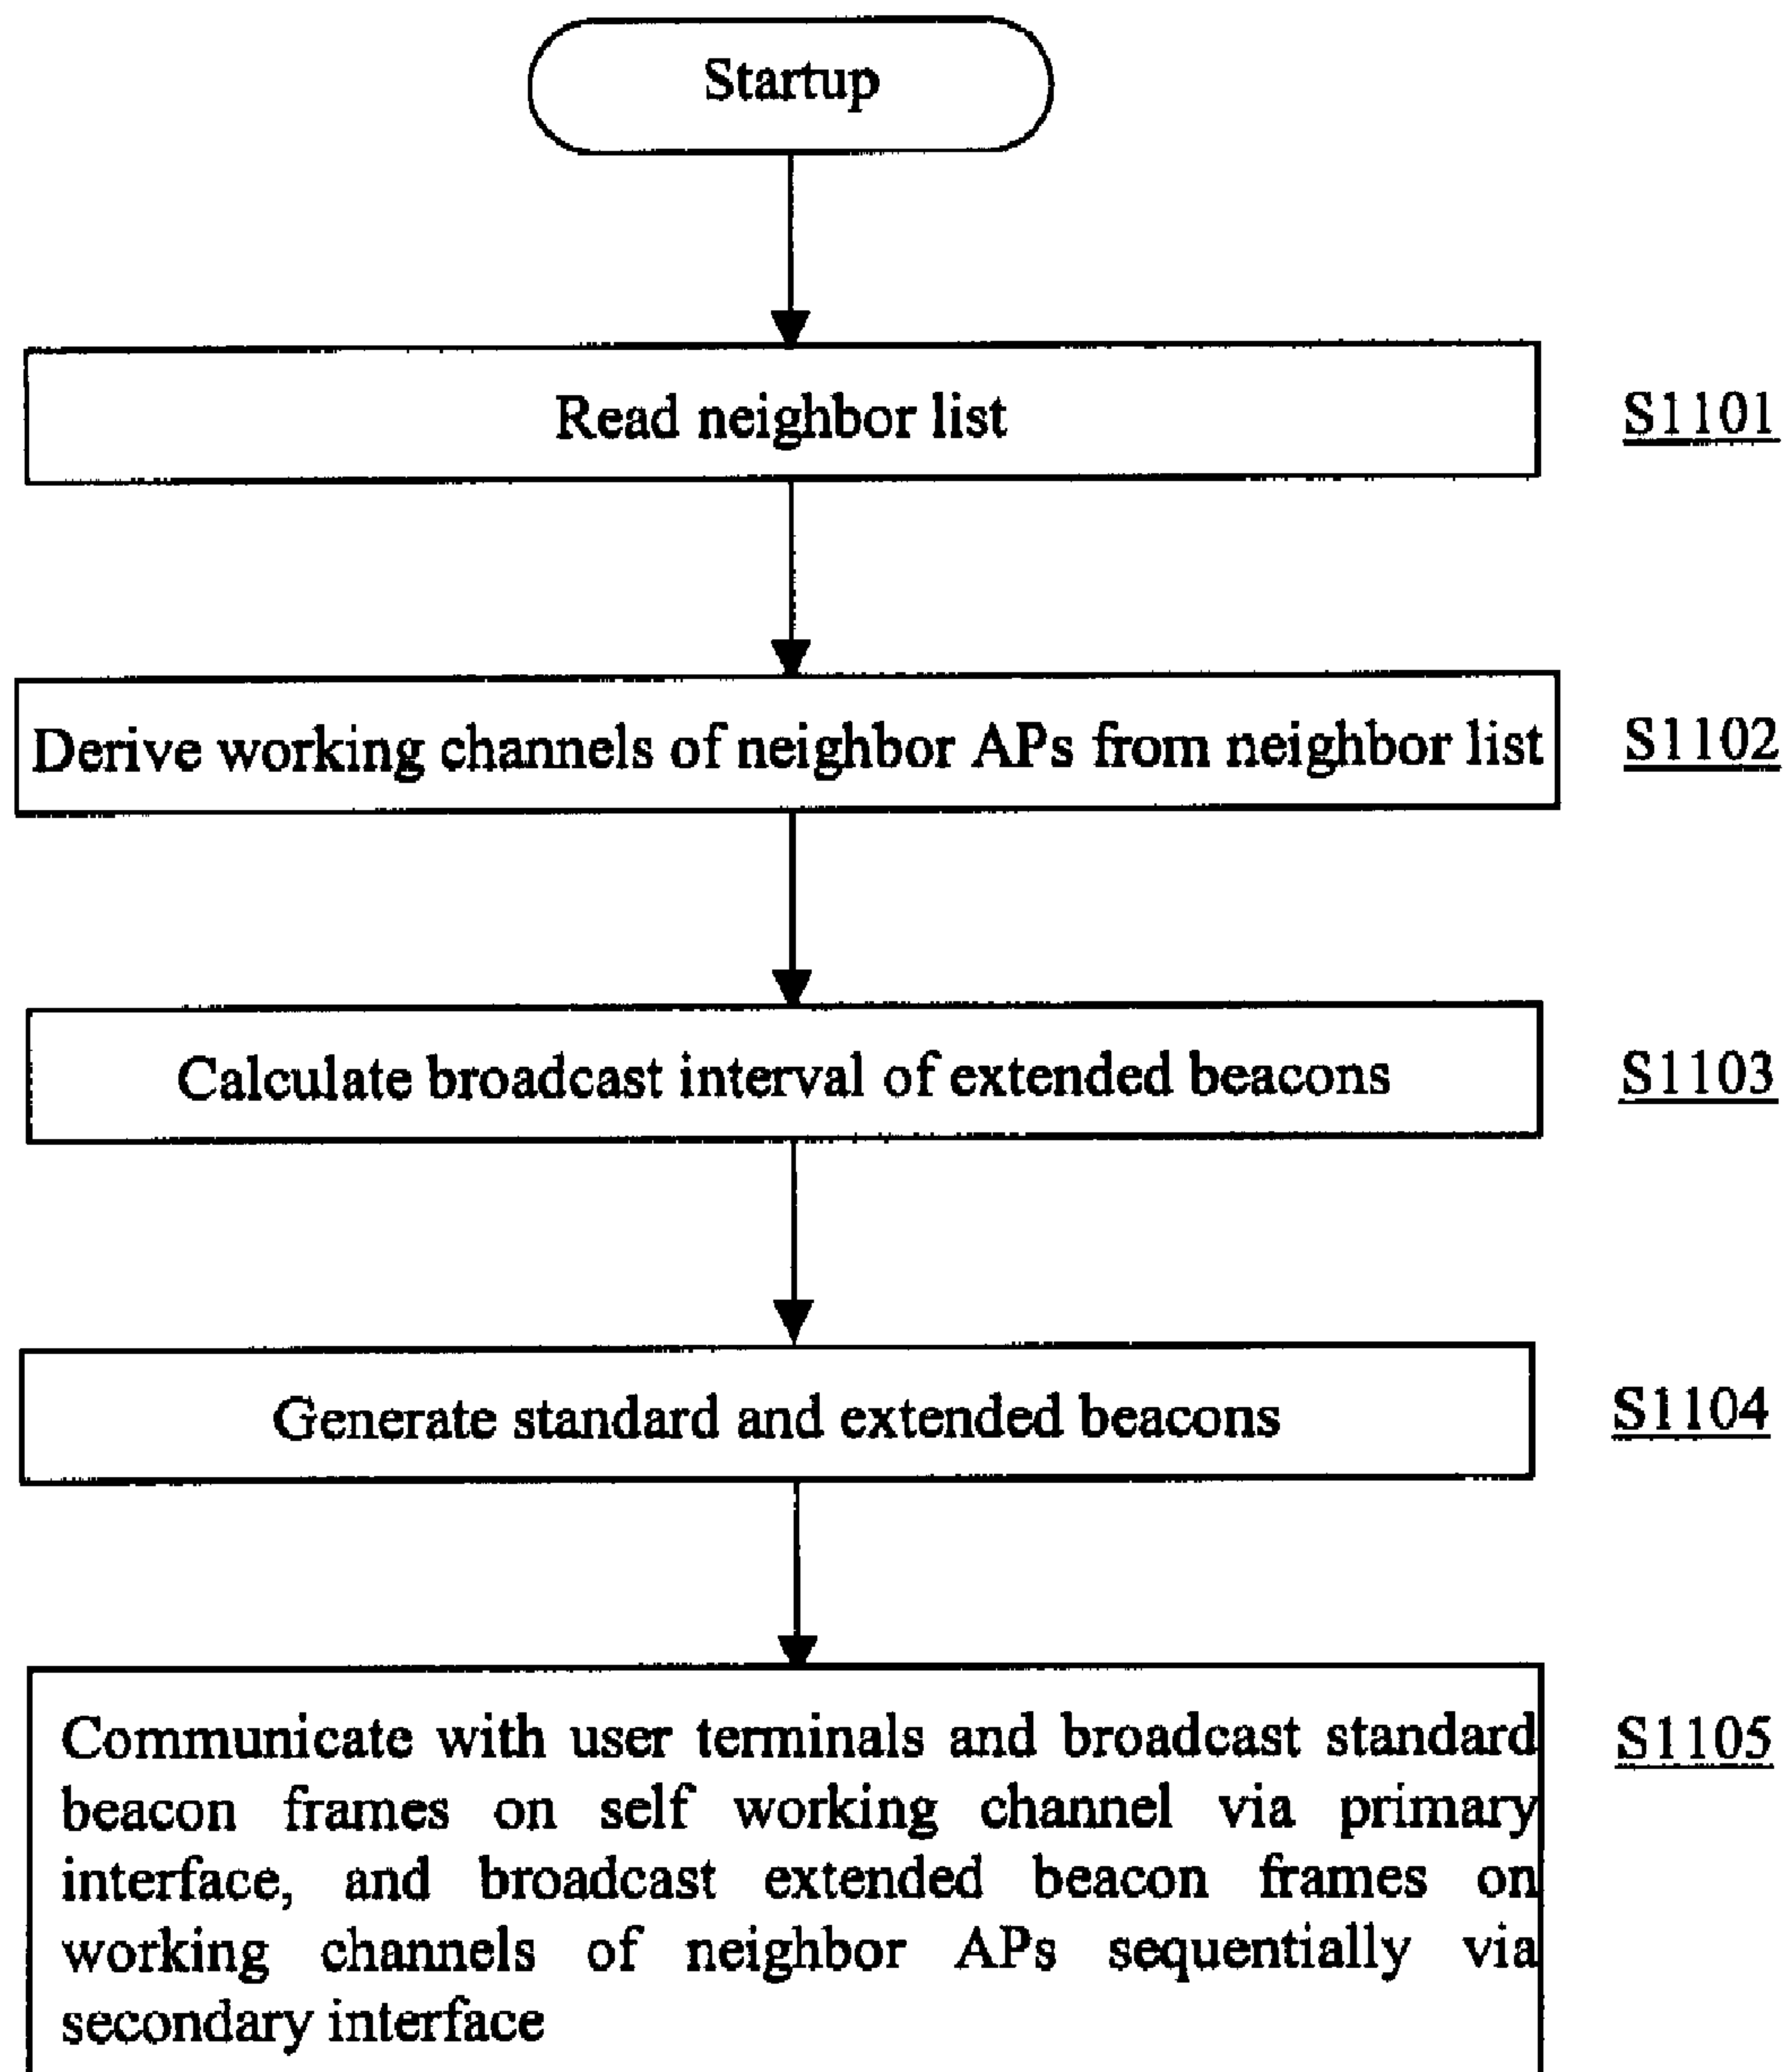 Startup
Read neighbor list
S1101
Derive working channels of neighbor APs from neighbor list
S1102
Calculate broadcast interval of extended beacons
S1103
Generate standard and extended beacons
S1104
Communicate with user terminals and broadcast standard
beacon frames on self working channel via primary
interface, and broadcast extended beacon frames on
working channels of neighbor APs sequentially via
secondary interface
S1105